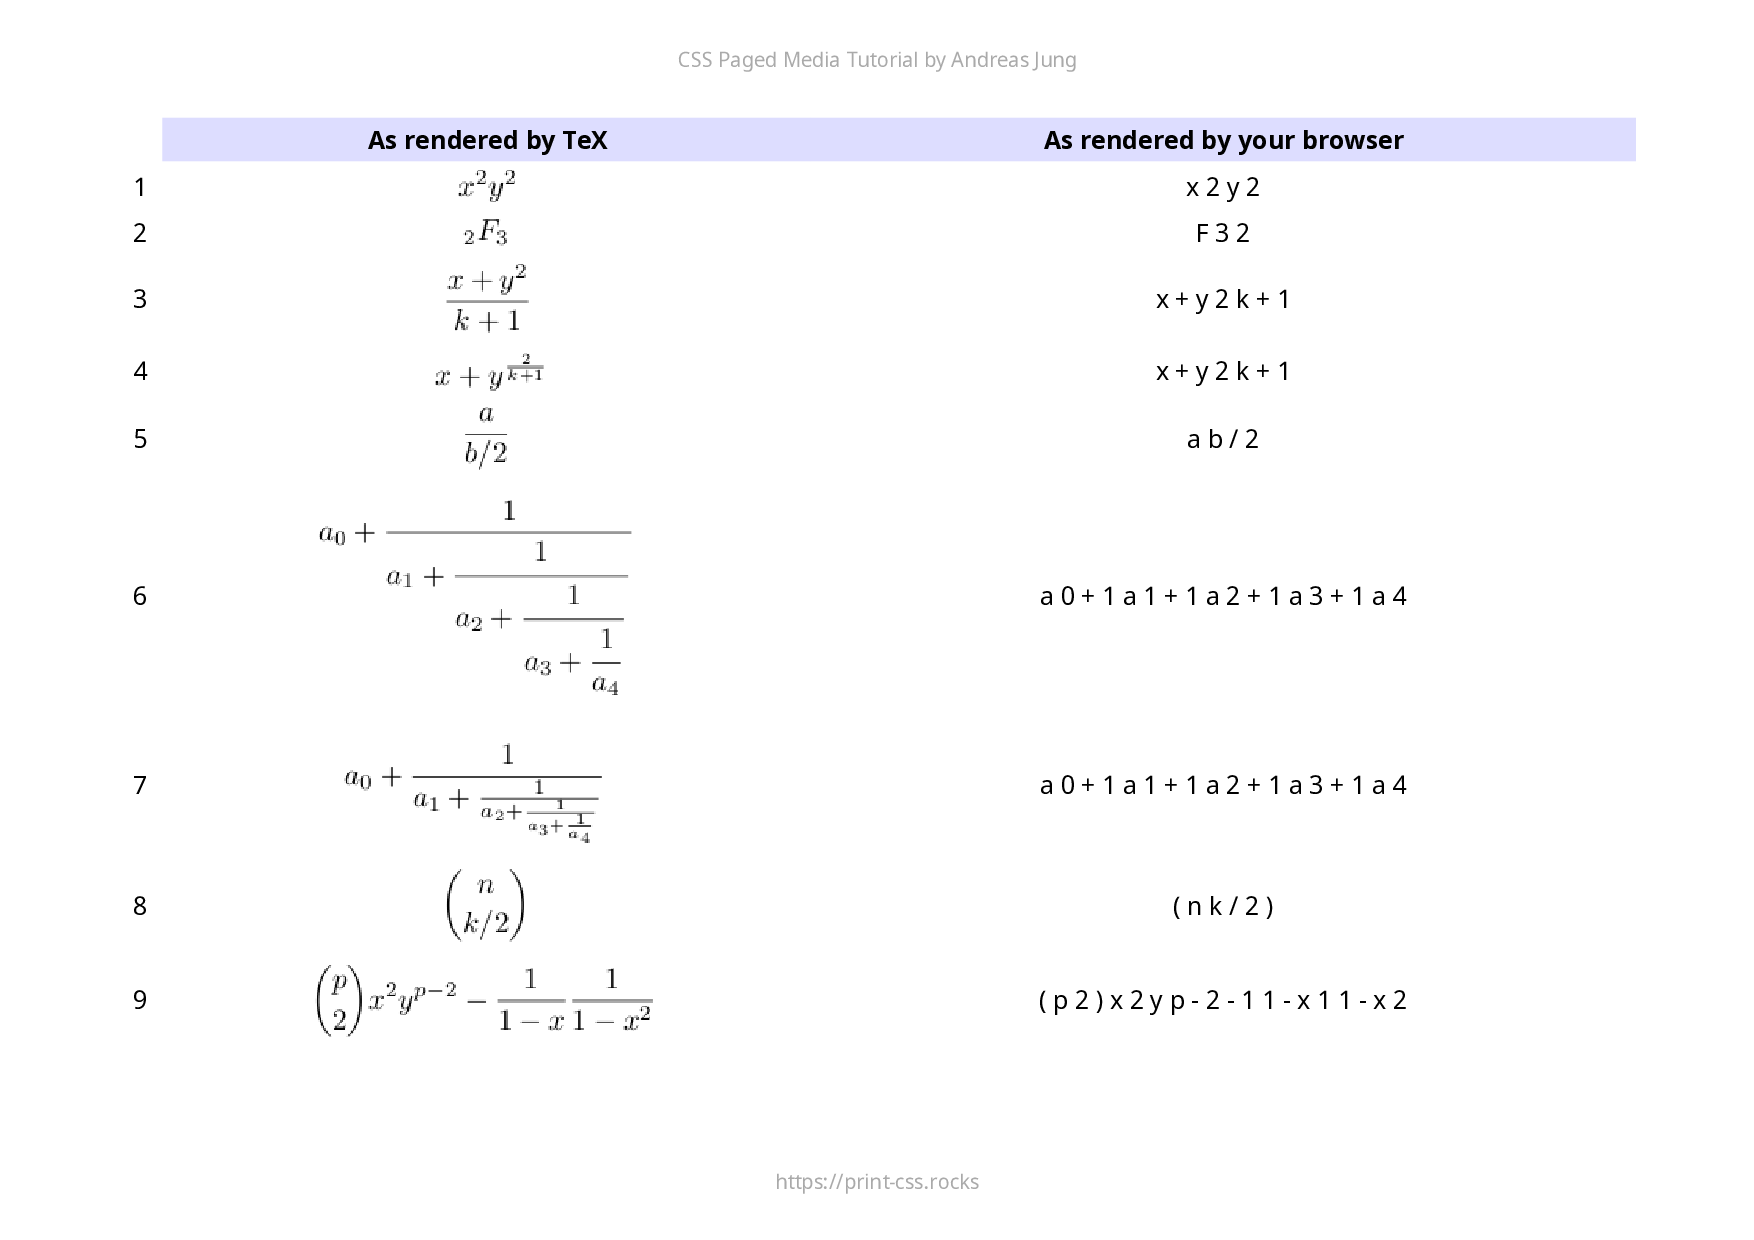 CSS Paged Media Tutorial by Andreas Jung
As rendered by TeX As rendered by your browser
1 $x^2y^2$ x 2 y 2
2 ${}_2F_3$ F 3 2
3 $\frac{x+y^2}{k+1}$ x + y 2 k + 1
4 $x+y^{\frac{2}{k+1}}$ x + y 2 k + 1
5 $\frac{a}{b/2}$ a b / 2
6 $a_0+\cfrac{1}{a_1+\cfrac{1}{a_2+\cfrac{1}{a_3+\cfrac{1}{a_4}}}}$ a 0 + 1 a 1 + 1 a 2 + 1 a 3 + 1 a 4
7 $a_0+\frac{1}{a_1+\frac{1}{a_2+\frac{1}{a_3+\frac{1}{a_4}}}}$ a 0 + 1 a 1 + 1 a 2 + 1 a 3 + 1 a 4
8 $\binom{n}{k/2}$ ( n k / 2 )
9 $\binom{p}{2}x^2y^{p-2}-\frac{1}{1-x}\frac{1}{1-x^2}$ ( p 2 ) x 2 y p - 2 - 1 1 - x 1 1 - x 2
https://print-css.rocks